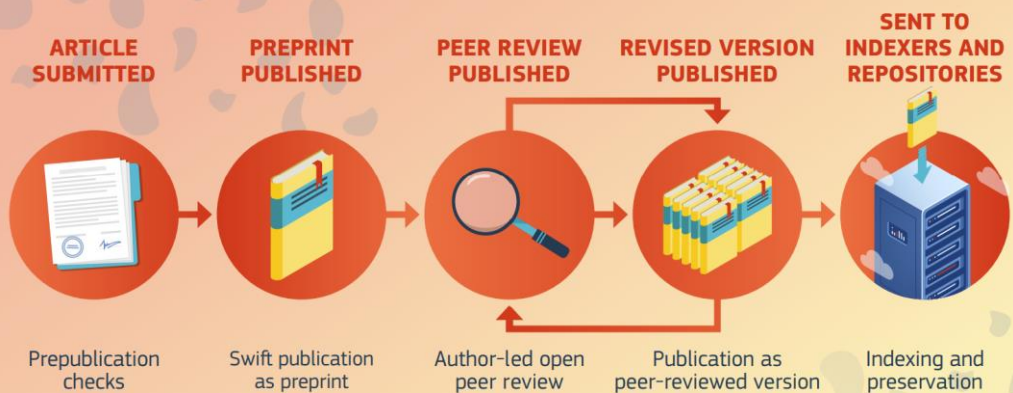 ARTICLE
SUBMITTED
PREPRINT
PUBLISHED
PEER REVIEW
PUBLISHED
REVISED VERSION
PUBLISHED
SENT TO
INDEXERS AND
REPOSITORIES
Prepublication
checks
Swift publication
as preprint
Author-led open
peer review
Publication as
peer-reviewed version
Indexing and
preservation